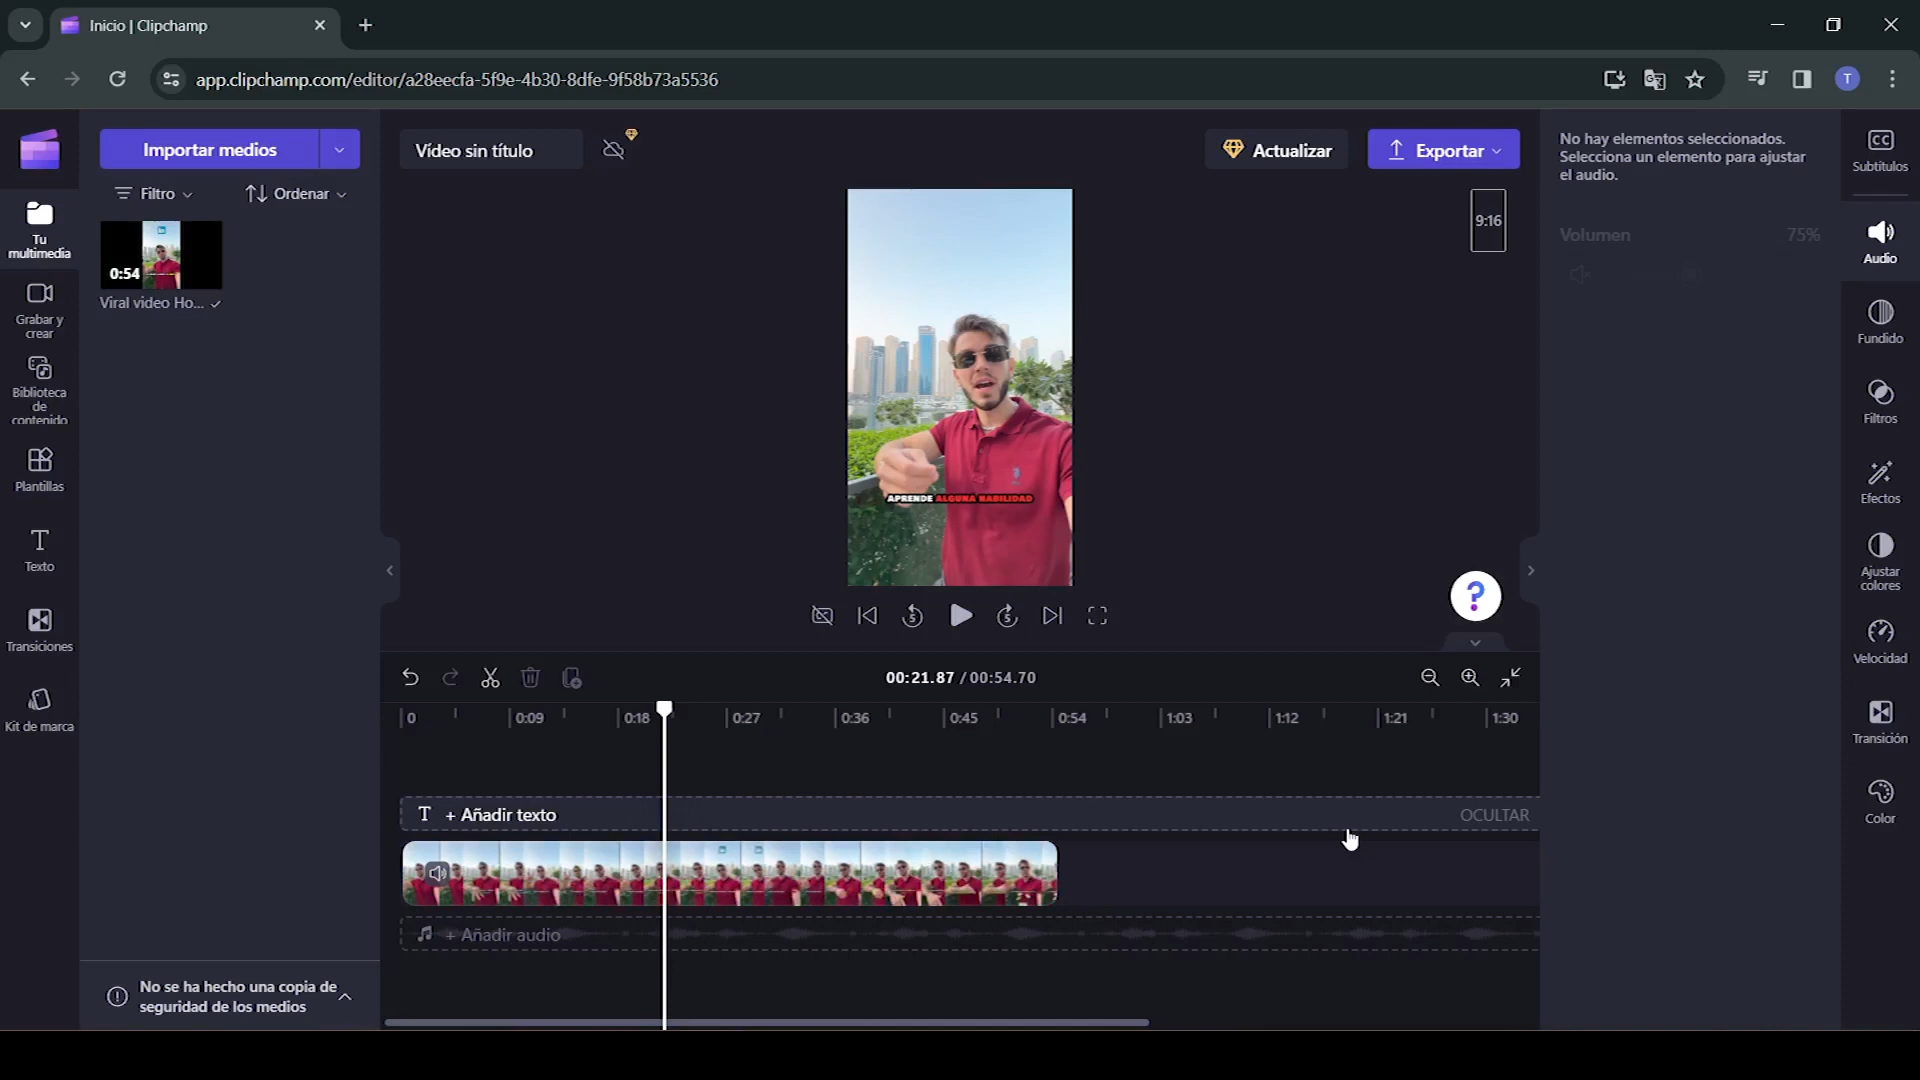 Inicio | Clipchamp
app.clipchamp.com/editor/a28eecfa-5f9e-4b30-8dfe-9f58b73a5536
T
Importar medios
Filtro
Ordenar
0:54
Viral video Ho...
Tu
multimedia
Grabar y
crear
Biblioteca
de
contenido
Plantillas
Texto
Transiciones
Kit de marca
No se ha hecho una copia de
seguridad de los medios
Vídeo sin título
Actualizar
Exportar
9:16
APRENDE ALGUNA HABILIDAD
5
5
?
00:21.87 / 00:54.70
0
0:09
0:18
0:27
0:36
0:45
0:54
1:03
1:12
1:21
1:30
T + Añadir texto
OCULTAR
+ Añadir audio
No hay elementos seleccionados.
Selecciona un elemento para ajustar
el audio.
Volumen
75%
CC
Subtítulos
Audio
Fundido
Filtros
Efectos
Ajustar
colores
Velocidad
Transición
Color